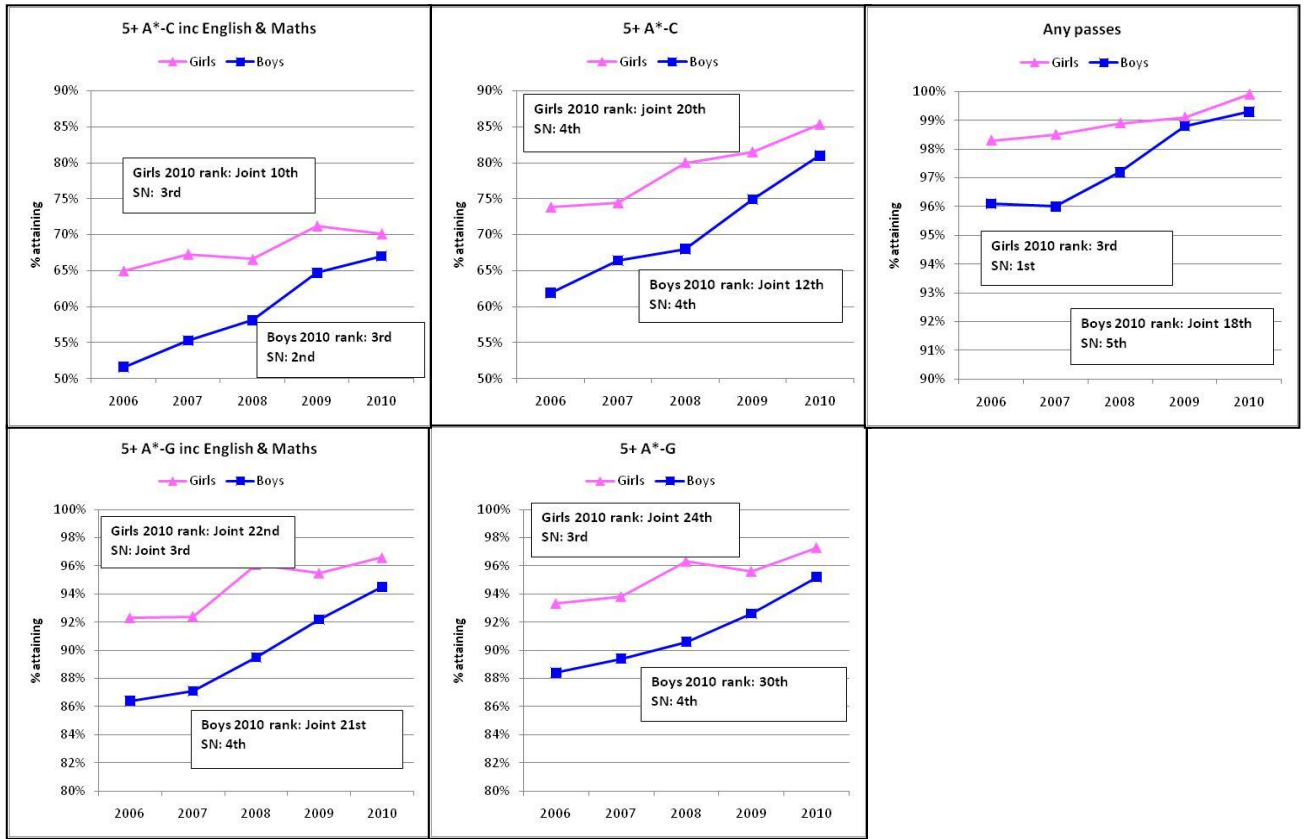 5+ A*-C inc English & Maths
Girls Boys
90%
85%
80%
75%
70%
65%
60%
55%
50%
% attaining
Girls 2010 rank: Joint 10th
SN: 3rd
Boys 2010 rank: 3rd
SN: 2nd
2006 2007 2008 2009 2010
5+ A*-C
Girls Boys
90%
85%
80%
75%
70%
65%
60%
55%
50%
% attaining
Girls 2010 rank: joint 20th
SN: 4th
Boys 2010 rank: Joint 12th
SN: 4th
2006 2007 2008 2009 2010
Any passes
Girls Boys
100%
99%
98%
97%
96%
95%
94%
93%
92%
91%
90%
% attaining
Girls 2010 rank: 3rd
SN: 1st
Boys 2010 rank: Joint 18th
SN: 5th
2006 2007 2008 2009 2010
5+ A*-G inc English & Maths
Girls Boys
100%
98%
96%
94%
92%
90%
88%
86%
84%
82%
80%
% attaining
Girls 2010 rank: Joint 22nd
SN: Joint 3rd
Boys 2010 rank: Joint 21st
SN: 4th
2006 2007 2008 2009 2010
5+ A*-G
Girls Boys
100%
98%
96%
94%
92%
90%
88%
86%
84%
82%
80%
% attaining
Girls 2010 rank: Joint 24th
SN: 3rd
Boys 2010 rank: 30th
SN: 4th
2006 2007 2008 2009 2010